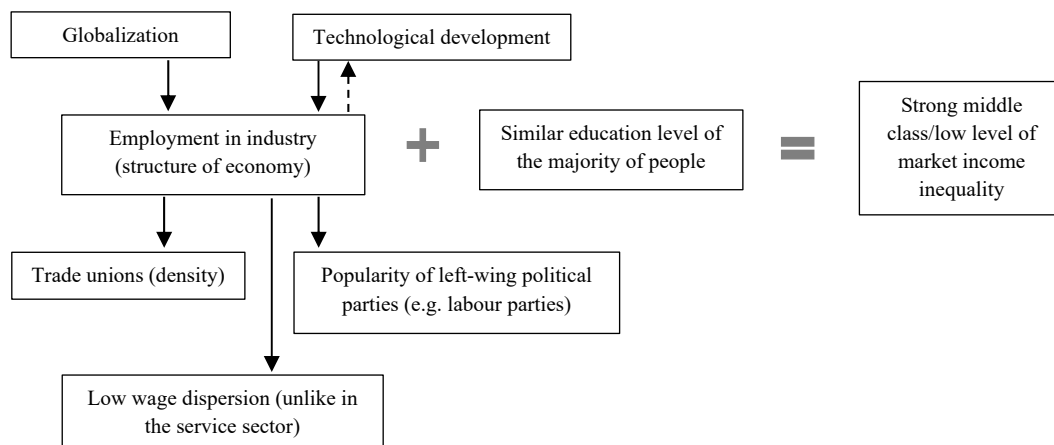 Globalization
Technological development
Employment in industry
(structure of economy)
+
Similar education level of
the majority of people
=
Strong middle
class/low level of
market income
inequality
Trade unions (density)
Popularity of left-wing political
parties (e.g. labour parties)
Low wage dispersion (unlike in
the service sector)